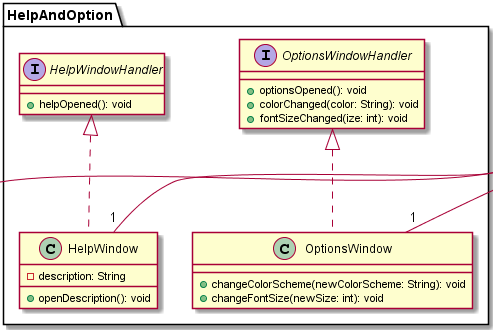 HelpAndOption
I HelpWindowHandler
helpOpened(): void
I OptionsWindowHandler
optionsOpened(): void
colorChanged(color: String): void
fontSizeChanged(ize: int): void
1
1
C HelpWindow
description: String
openDescription(): void
C OptionsWindow
changeColorScheme(newColorScheme: String): void
changeFontSize(newSize: int): void